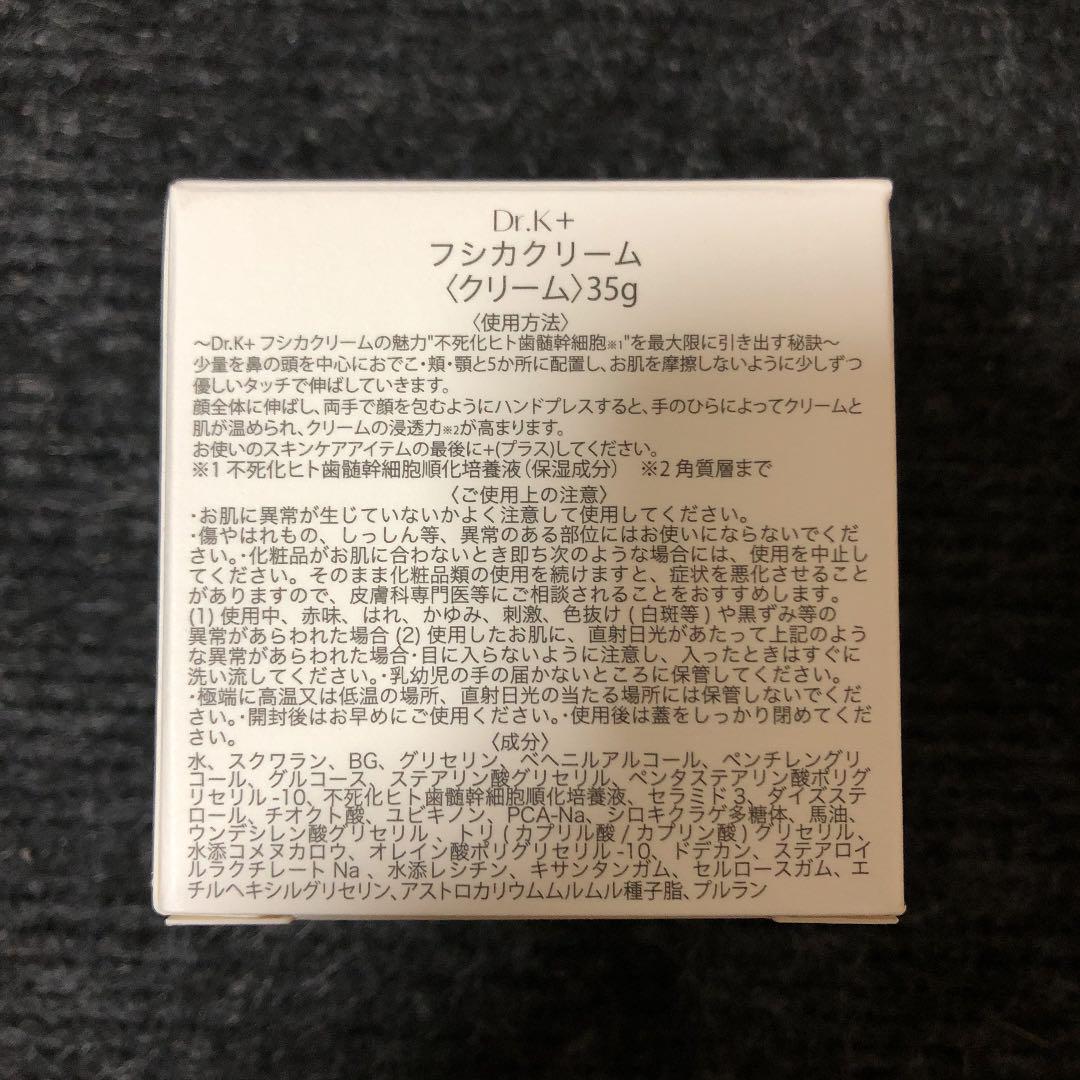 Dr.K+
フシカクリーム
〈クリーム〉35g
〈使用方法〉
〜Dr.K+ フシカクリームの魅力"不死化ヒト歯髄幹細胞※1"を最大限に引き出す秘訣〜
少量を鼻の頭を中心におでこ・頬・顎と5か所に配置し、お肌を摩擦しないように少しずつ
優しいタッチで伸ばしていきます。
顔全体に伸ばし、両手で顔を包むようにハンドプレスすると、手のひらによってクリームと
肌が温められ、クリームの浸透力※2が高まります。
お使いのスキンケアアイテムの最後に+(プラス)してください。
※1 不死化ヒト歯髄幹細胞順化培養液（保湿成分） ※2 角質層まで
〈ご使用上の注意〉
・お肌に異常が生じていないかよく注意して使用してください。
・傷やはれもの、しっしん等、異常のある部位にはお使いにならないでくだ
さい。・化粧品がお肌に合わないとき即ち次のような場合には、使用を中止し
てください。そのまま化粧品類の使用を続けますと、症状を悪化させること
がありますので、皮膚科専門医等にご相談されることをおすすめします。
(1) 使用中、赤味、はれ、かゆみ、刺激、色抜け ( 白斑等 ) や黒ずみ等の
異常があらわれた場合 (2) 使用したお肌に、直射日光があたって上記のよう
な異常があらわれた場合・目に入らないように注意し、入ったときはすぐに
洗い流してください。・乳幼児の手の届かないところに保管してください。
・極端に高温又は低温の場所、直射日光の当たる場所には保管しないでくだ
さい。・開封後はお早めにご使用ください。・使用後は蓋をしっかり閉めてくだ
さい。
〈成分〉
水、スクワラン、BG、グリセリン、ベヘニルアルコール、ペンチレングリ
コール、グルコース、ステアリン酸グリセリル、ペンタステアリン酸ポリグ
リセリル -10、不死化ヒト歯髄幹細胞順化培養液、セラミド 3、ダイズステ
ロール、チオクト酸、ユビキノン、PCA-Na、シロキクラゲ多糖体、馬油、
ウンデシレン酸グリセリル 、トリ ( カプリル酸 / カプリン酸 ) グリセリル、
水添コメヌカロウ、オレイン酸ポリグリセリル -10、ドデカン、ステアロイ
ルラクチレート Na 、水添レシチン、キサンタンガム、セルロースガム、エ
チルヘキシルグリセリン、アストロカリウムムルムル種子脂、プルラン